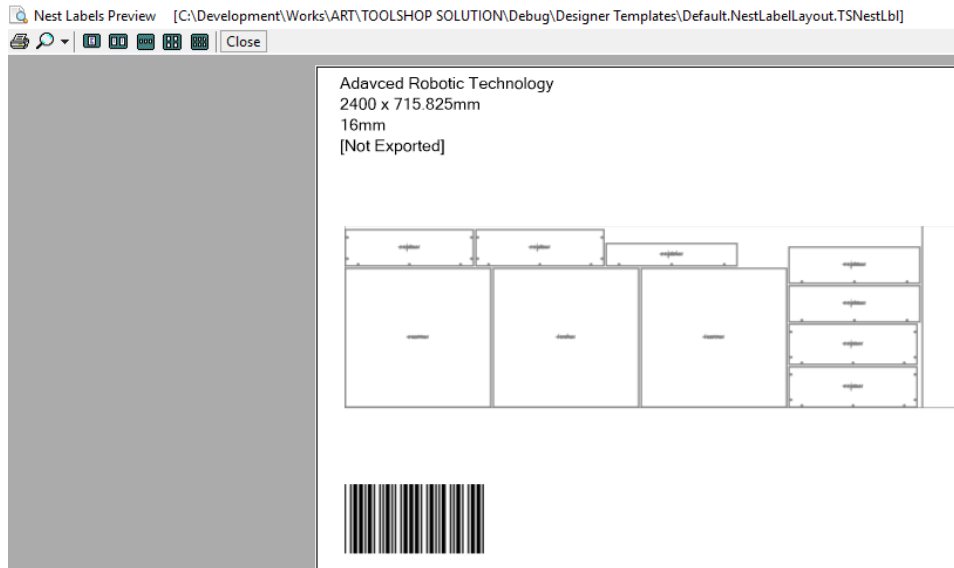 Nest Labels Preview [C:\Development\Works\ART\TOOLSHOP SOLUTION\Debug\Designer Templates\Default.NestLabelLayout.TSNestLbl]
Close
Adavced Robotic Technology
2400 x 715.825mm
16mm
[Not Exported]